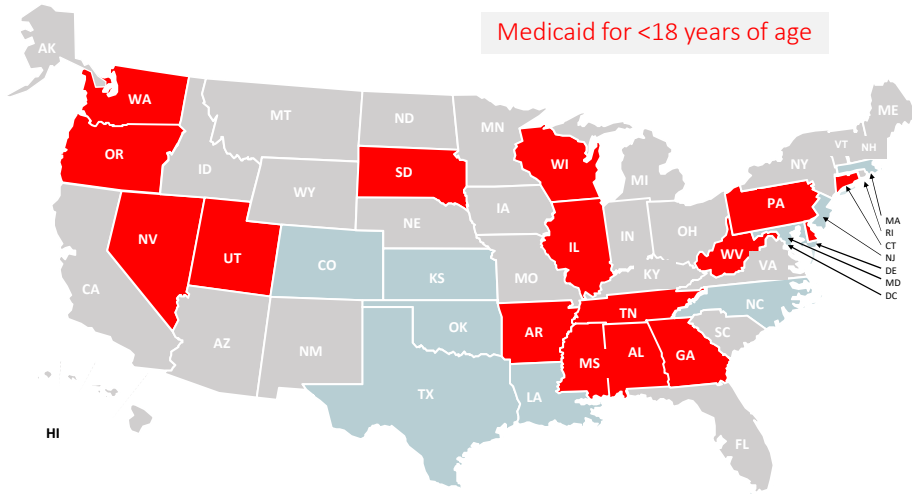 Medicaid for <18 years of age
AK
WA
MT
ND
MN
ME
VT
NH
OR
ID
SD
WI
MI
NY
WY
IA
PA
NE
NV
UT
CO
IL
IN
OH
WV
VA
CA
KS
MO
KY
MA
RI
CT
NJ
DE
MD
DC
AZ
NM
OK
AR
TN
NC
SC
MS
AL
GA
TX
LA
FL
HI